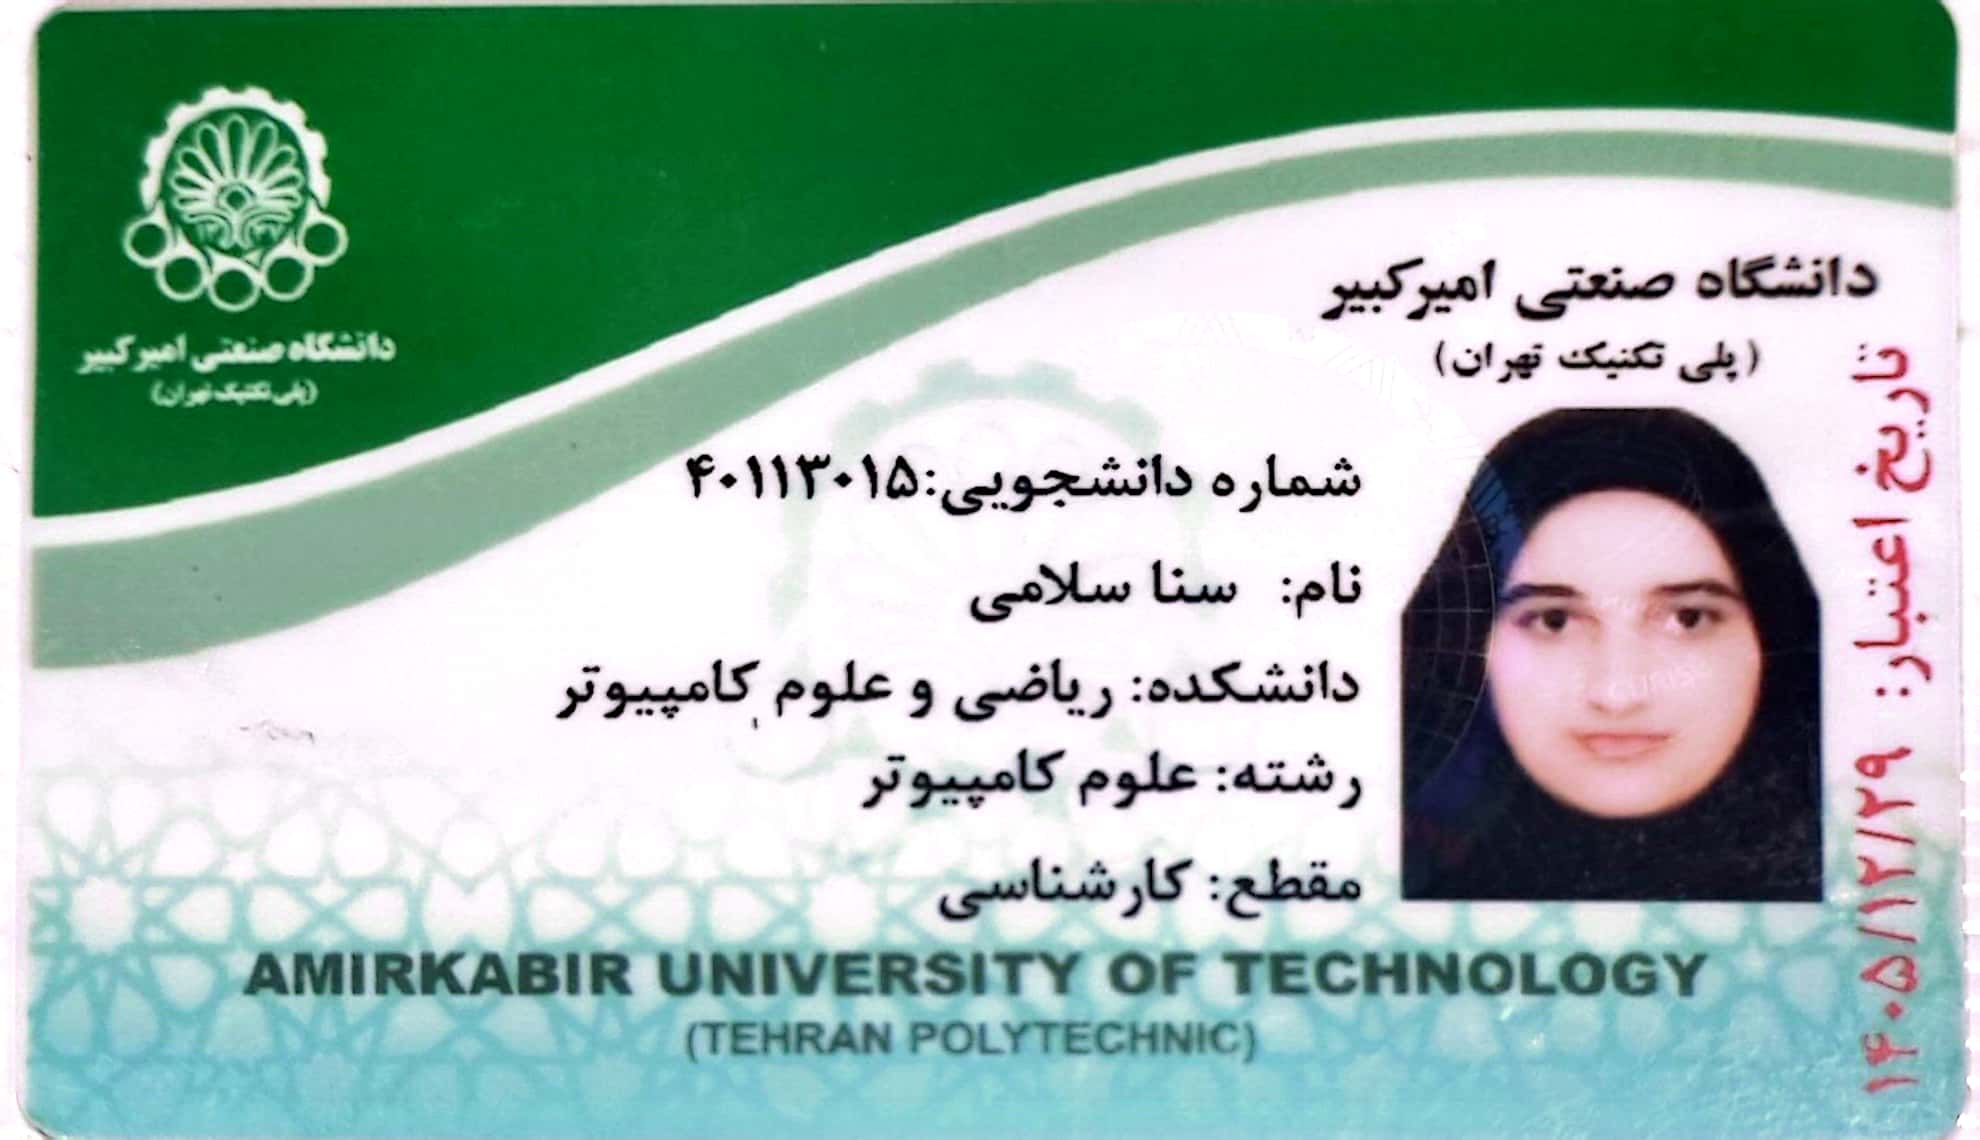 دانشگاه صنعتی امیرکبیر
(پلی تکنیک تهران)
دانشگاه صنعتی امیرکبیر
(پلی تکنیک تهران)
شماره دانشجویی:۴۰۱۱۳۰۱۵
نام: سنا سلامی
دانشکده: ریاضی و علوم کامپیوتر
رشته: علوم کامپیوتر
مقطع: کارشناسی
تاریخ اعتبار: ۱۴۰۵/۱۲/۲۹
AMIRKABIR UNIVERSITY OF TECHNOLOGY
(TEHRAN POLYTECHNIC)